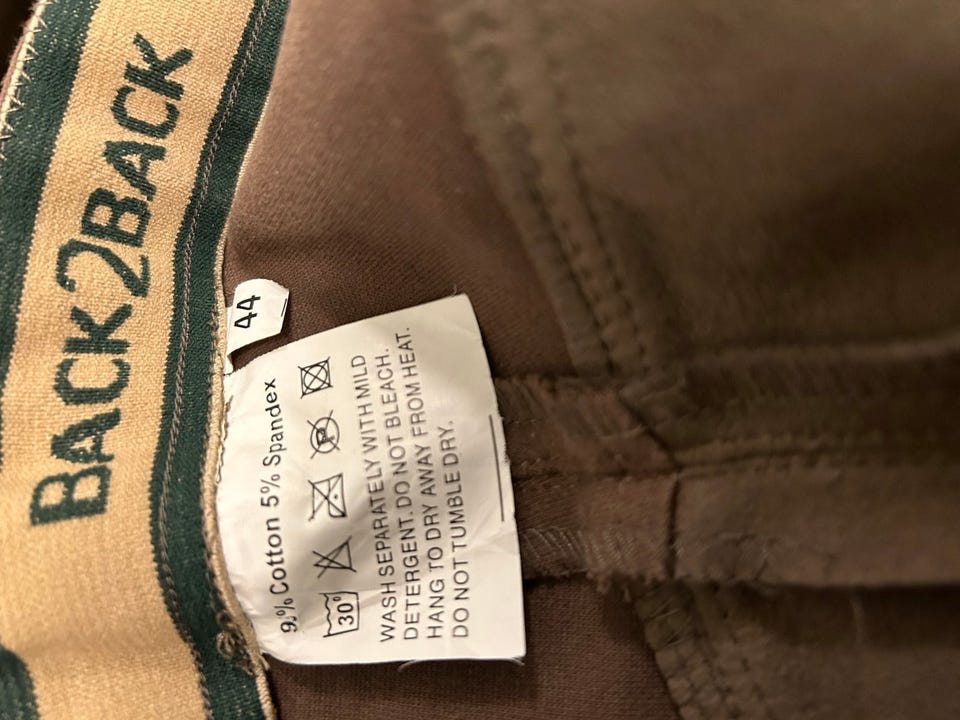 BACK2BACK
44
Cotton 5% Spandex
30°
P
WASH SEPARATELY WITH MILD
DETERGENT. DO NOT BLEACH.
HANG TO DRY AWAY FROM HEAT.
DO NOT TUMBLE DRY.